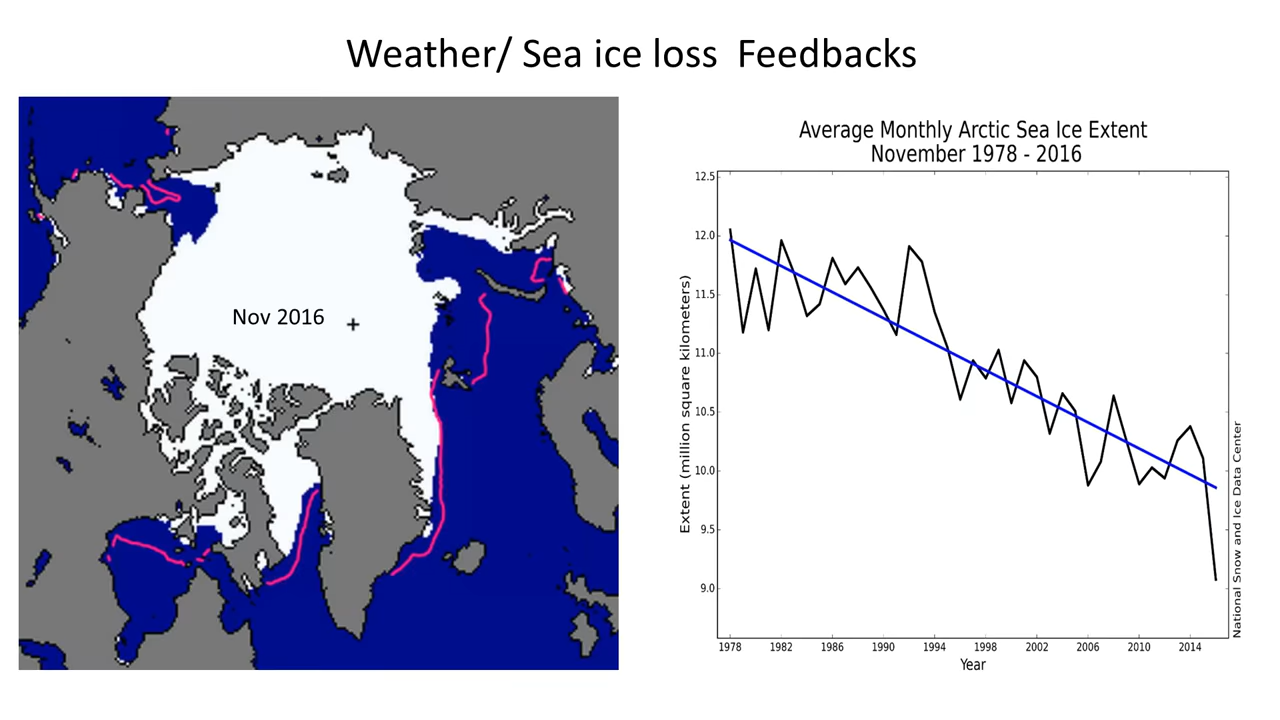 Weather/ Sea ice loss  Feedbacks
Nov 2016
Average Monthly Arctic Sea Ice Extent
November 1978 - 2016
Extent (million square kilometers)
12.5
12.0
11.5
11.0
10.5
10.0
9.5
9.0
1978 1982 1986 1990 1994 1998 2002 2006 2010 2014
Year
National Snow and Ice Data Center